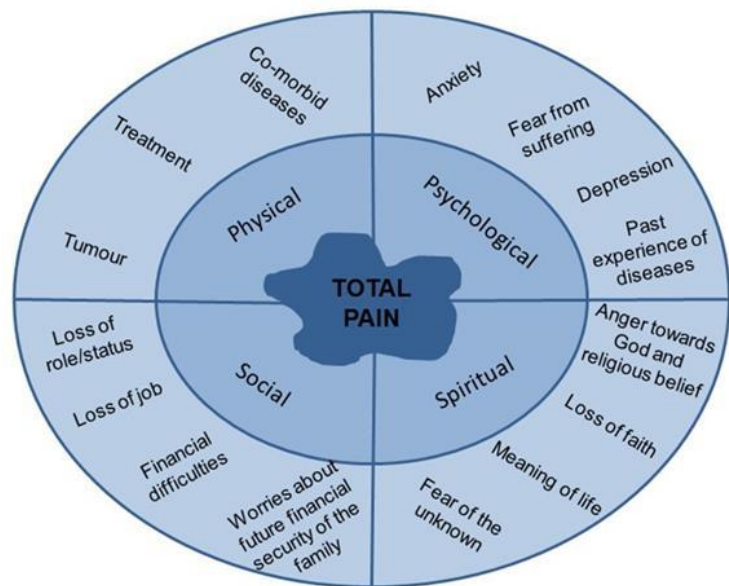 Co-morbid
diseases
Treatment
Tumour
Physical
Anxiety
Fear from
suffering
Depression
Past
experience of
diseases
Psychological
TOTAL
PAIN
Loss of
role/status
Loss of job
Financial
difficulties
Worries about
future financial
security of the
family
Social
Anger towards
God and
religious belief
Loss of faith
Meaning of life
Fear of the
unknown
Spiritual